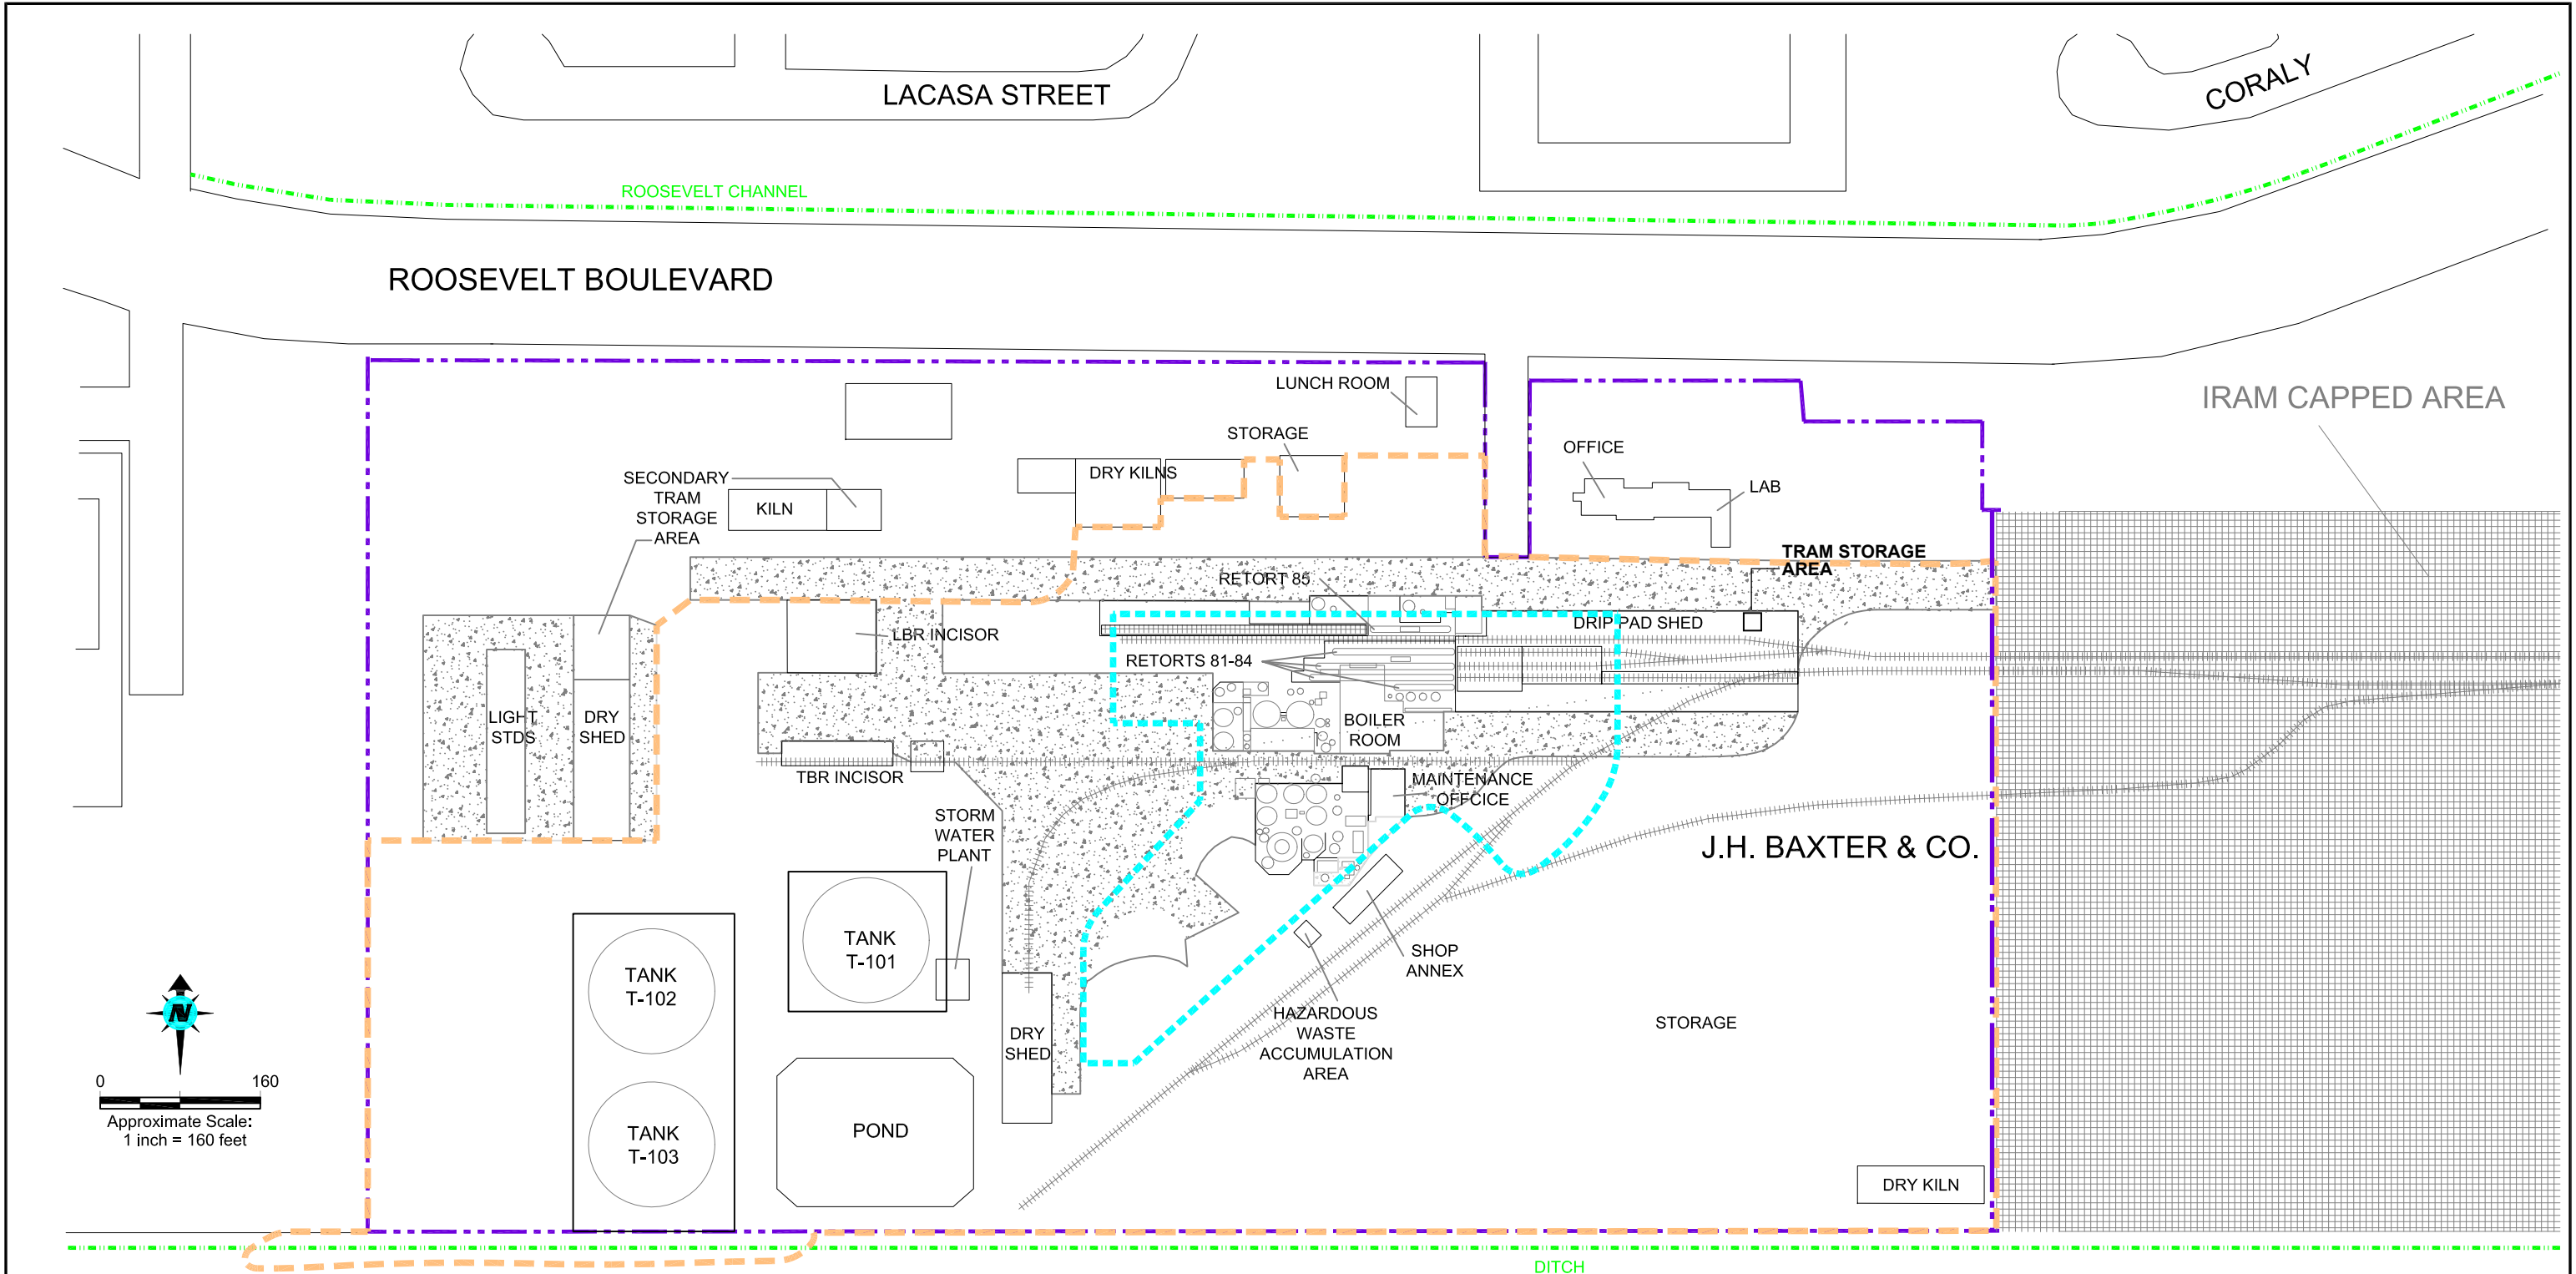 LACASA STREET
CORALY
ROOSEVELT CHANNEL
ROOSEVELT BOULEVARD
IRAM CAPPED AREA
LUNCH ROOM
STORAGE
OFFICE
LAB
DRY KILNS
SECONDARY
TRAM
STORAGE
AREA
KILN
TRAM STORAGE
AREA
RETORT 85
DRIP PAD SHED
LBR INCISOR
RETORTS 81-84
LIGHT
STDS
DRY
SHED
BOILER
ROOM
TBR INCISOR
MAINTENANCE
OFFCICE
STORM
WATER
PLANT
J.H. BAXTER & CO.
TANK
T-101
TANK
T-102
SHOP
ANNEX
HAZARDOUS
WASTE
ACCUMULATION
AREA
STORAGE
DRY
SHED
N
0 160
Approximate Scale:
1 inch = 160 feet
POND
TANK
T-103
DRY KILN
DITCH